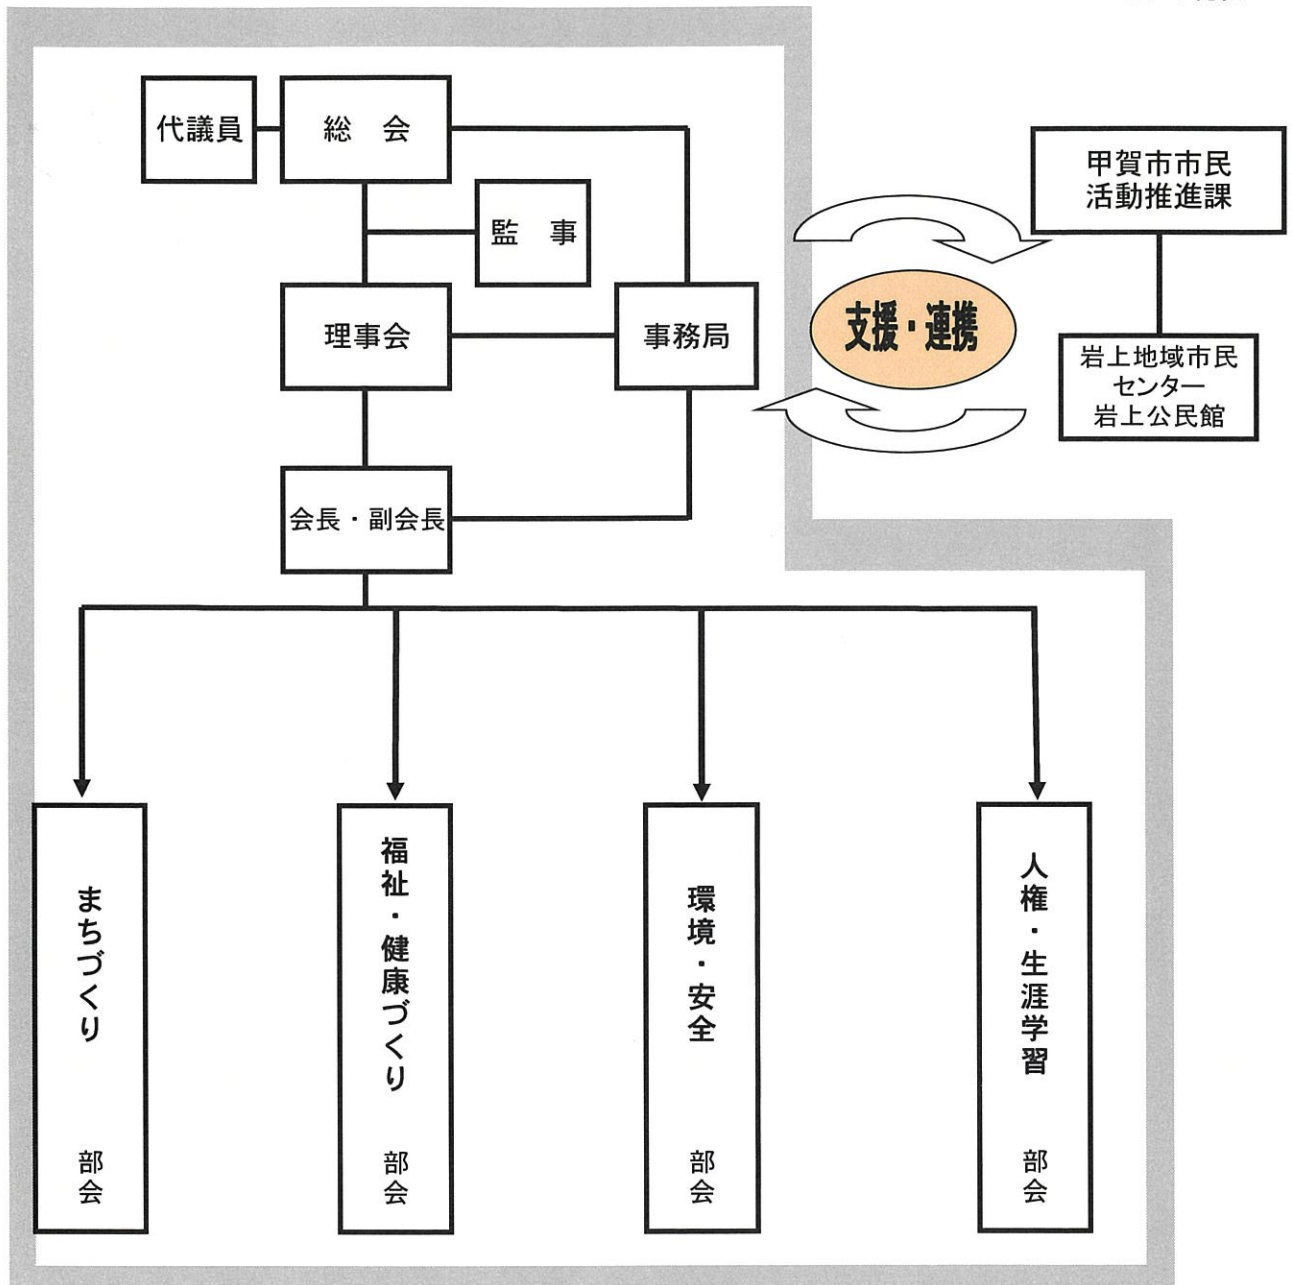 代議員
総　会
甲賀市市民
活動推進課
監　事
理事会
事務局
支援・連携
岩上地域市民
センター
岩上公民館
会長・副会長
まちづくり　部会
福祉・健康づくり　部会
環境・安全　部会
人権・生涯学習　部会